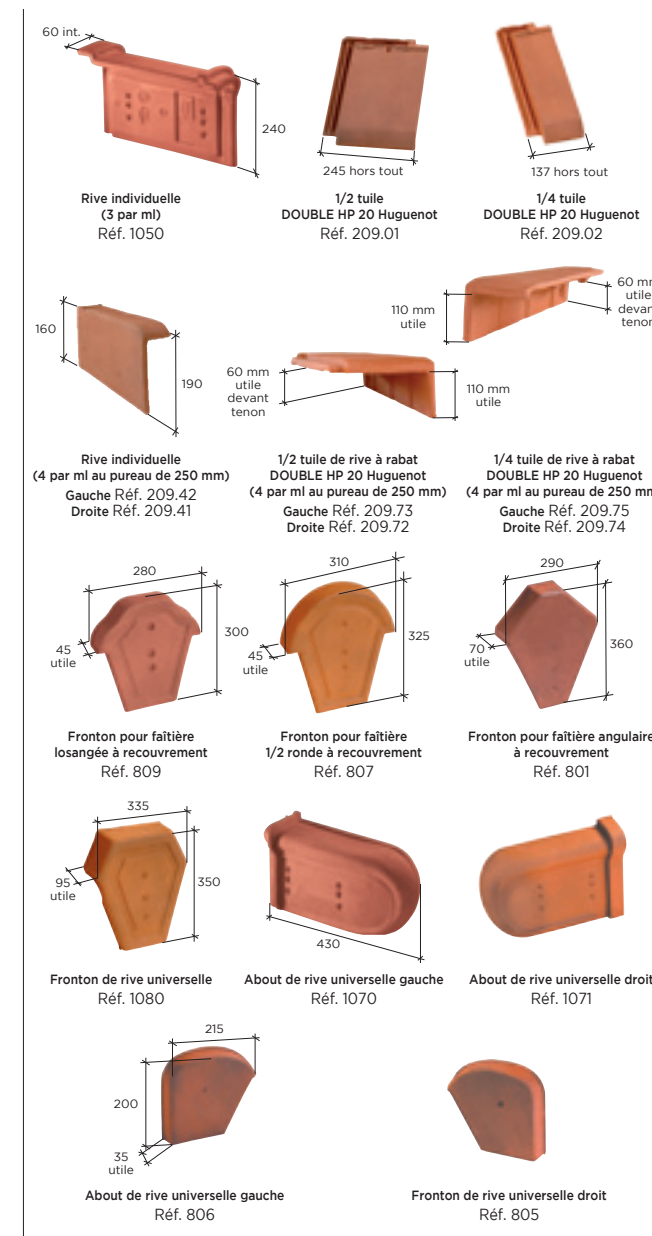 60 int.
240
245 hors tout
137 hors tout
Rive individuelle
(3 par ml)
Réf. 1050
1/2 tuile
DOUBLE HP 20 Huguenot
Réf. 209.01
1/4 tuile
DOUBLE HP 20 Huguenot
Réf. 209.02
160
190
60 mm
utile
devant
tenon
110 mm
utile
110 mm
utile
60 mm
utile
devant
tenon
Rive individuelle
(4 par ml au pureau de 250 mm)
Gauche Réf. 209.42
Droite Réf. 209.41
1/2 tuile de rive à rabat
DOUBLE HP 20 Huguenot
(4 par ml au pureau de 250 mm)
Gauche Réf. 209.73
Droite Réf. 209.72
1/4 tuile de rive à rabat
DOUBLE HP 20 Huguenot
(4 par ml au pureau de 250 mm
Gauche Réf. 209.75
Droite Réf. 209.74
280
300
45
utile
310
325
45
utile
290
360
70
utile
Fronton pour faîtière
losangée à recouvrement
Réf. 809
Fronton pour faîtière
1/2 ronde à recouvrement
Réf. 807
Fronton pour faîtière angulaire
à recouvrement
Réf. 801
335
350
95
utile
430
Fronton de rive universelle
Réf. 1080
About de rive universelle gauche
Réf. 1070
About de rive universelle droit
Réf. 1071
215
200
35
utile
About de rive universelle gauche
Réf. 806
Fronton de rive universelle droit
Réf. 805